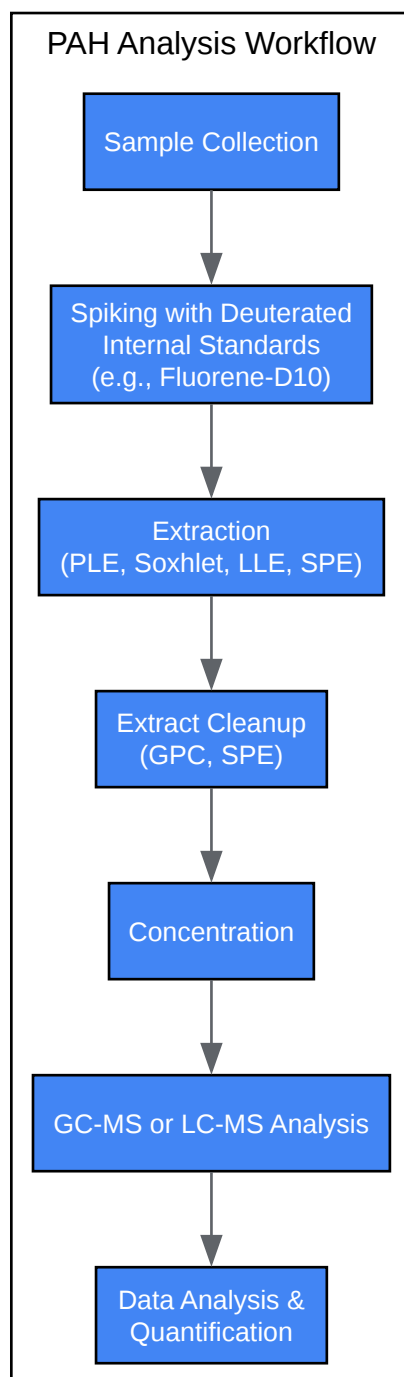 PAH Analysis Workflow
Sample Collection
Spiking with Deuterated
Internal Standards
(e.g., Fluorene-D10)
Extraction
(PLE, Soxhlet, LLE, SPE)
Extract Cleanup
(GPC, SPE)
Concentration
GC-MS or LC-MS Analysis
Data Analysis &
Quantification